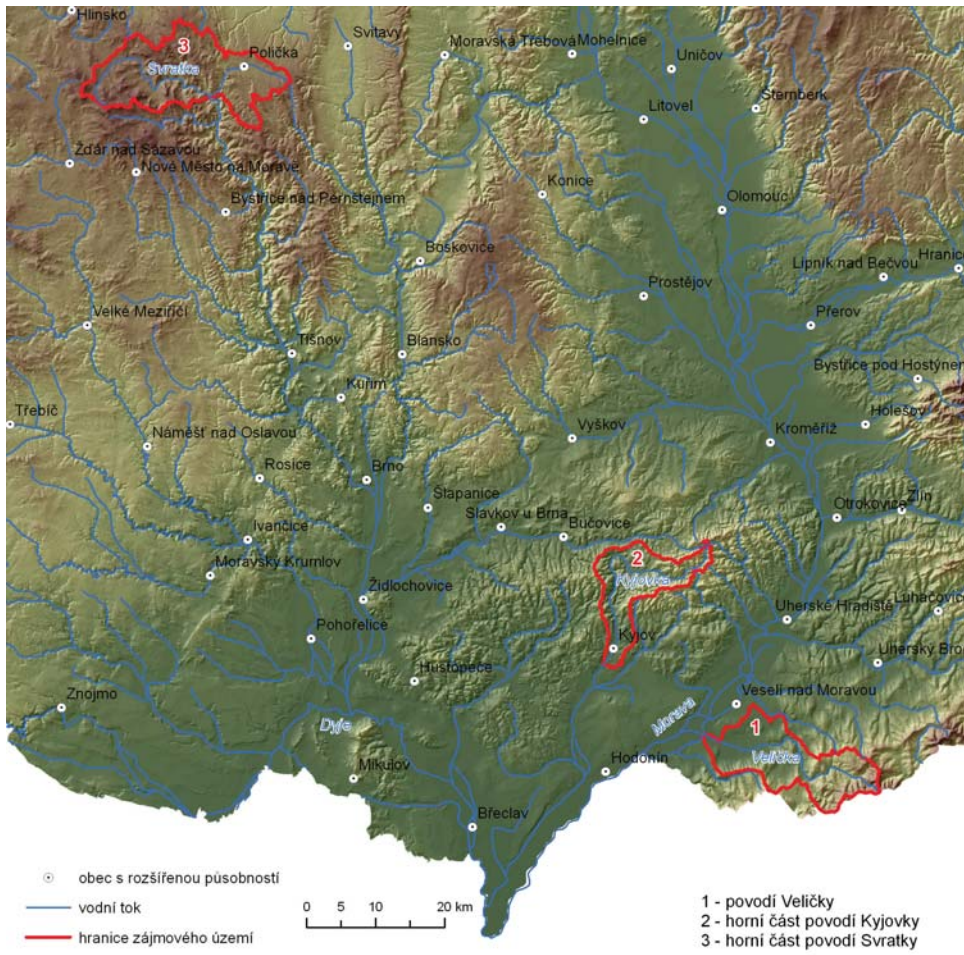 Hlinsko
3
Polička
Svratka
Svitavy
Moravská Třebová
Mohelnice
Uničov
Litovel
Šternberk
Žďár nad Sázavou
Nové Město na Moravě
Bystřice nad Pernštejnem
Konice
Olomouc
Boskovice
Hranice
Lipník nad Bečvou
Prostějov
Velké Meziříčí
Přerov
Tišnov
Blansko
Bystřice pod Hostýnem
Kuřim
Třebíč
Holešov
Náměšť nad Oslavou
Vyškov
Kroměříž
Rosice
Brno
Šlapanice
Otrokovice
Zlín
Slavkov u Brna
Bučovice
Ivančice
2
Moravský Krumlov
Kyjovka
Židlochovice
Luhačovice
Uherské Hradiště
Pohořelice
Kyjov
Uherský Brod
Hustopeče
Znojmo
Veselí nad Moravou
Morava
Dyje
1
Velička
Mikulov
Hodonín
Břeclav
obec s rozšířenou působností
vodní tok
hranice zájmového území
0 5 10 20 km
1 - povodí Veličky
2 - horní část povodí Kyjovky
3 - horní část povodí Svratky